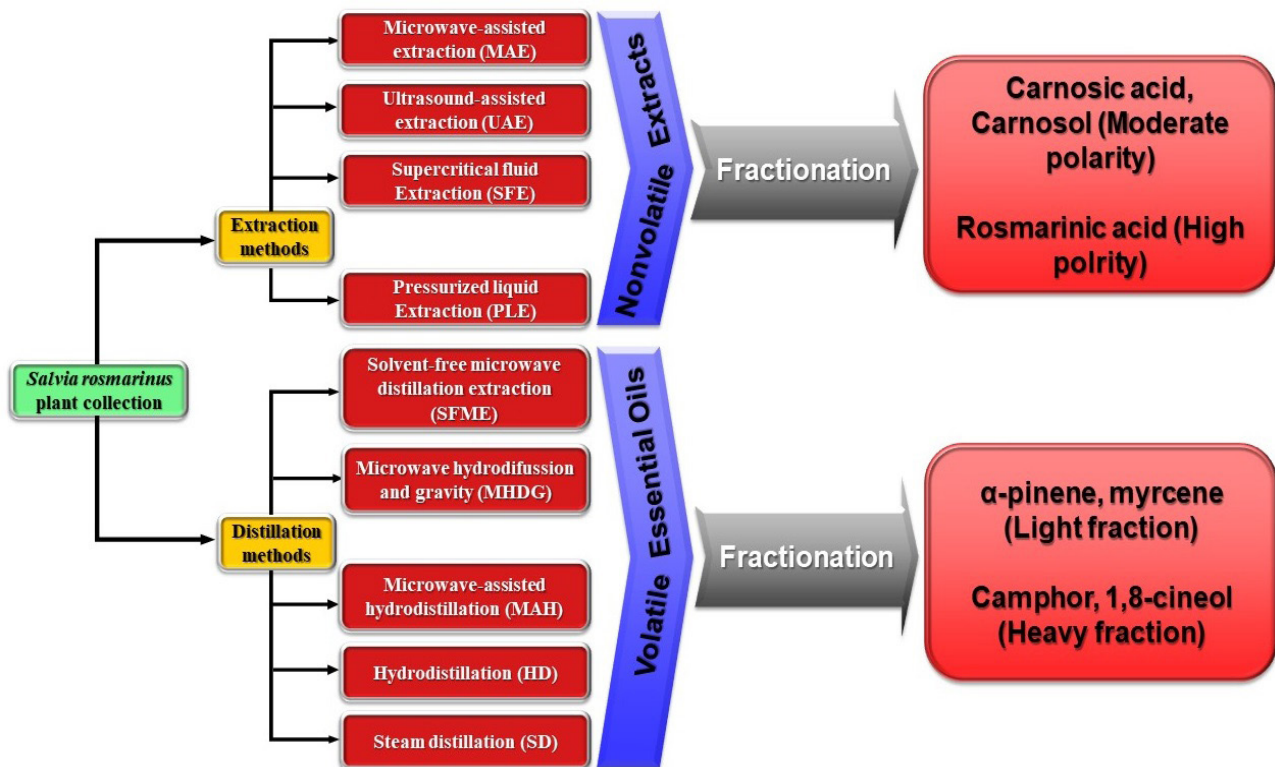 Salvia rosmarinus
plant collection
Extraction
methods
Microwave-assisted
extraction (MAE)
Ultrasound-assisted
extraction (UAE)
Supercritical fluid
Extraction (SFE)
Pressurized liquid
Extraction (PLE)
Nonvolatile Extracts
Fractionation
Carnosic acid,
Carnosol (Moderate
polarity)
Rosmarinic acid (High
polrity)
Distillation
methods
Solvent-free microwave
distillation extraction
(SFME)
Microwave hydrodifussion
and gravity (MHDG)
Microwave-assisted
hydrodistillation (MAH)
Hydrodistillation (HD)
Steam distillation (SD)
Volatile Essential Oils
Fractionation
α-pinene, myrcene
(Light fraction)
Camphor, 1,8-cineol
(Heavy fraction)